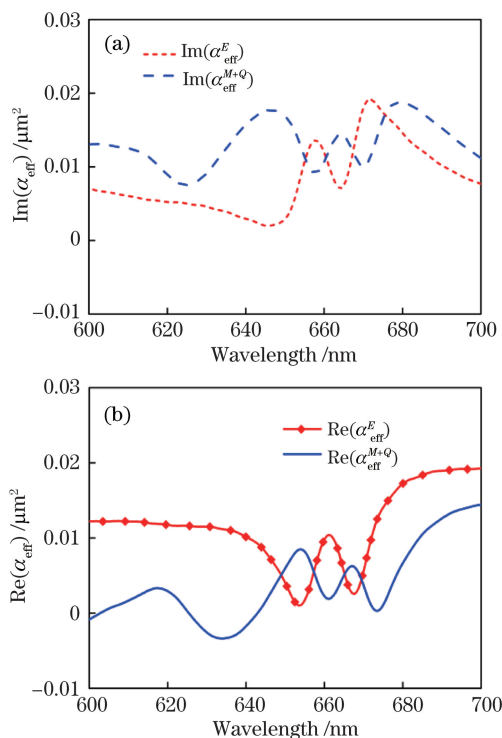 (a)
Im(α^E_eff)
Im(α^{M+Q}_eff)
0.03
0.02
0.01
0
−0.01
Im(α_eff) /μm²
600
620
640
660
680
700
Wavelength /nm
(b)
Re(α^E_eff)
Re(α^{M+Q}_eff)
0.03
0.02
0.01
0
−0.01
Re(α_eff) /μm²
600
620
640
660
680
700
Wavelength /nm